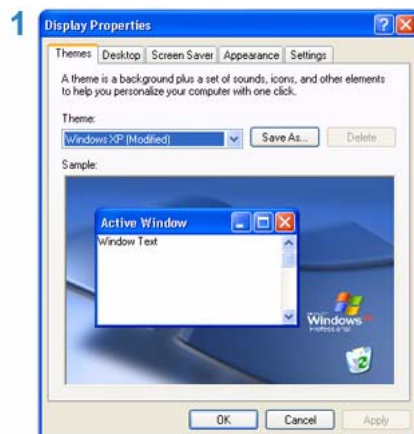 1
Display Properties
Themes Desktop Screen Saver Appearance Settings
A theme is a background plus a set of sounds, icons, and other elements
to help you personalize your computer with one click.
Theme:
Windows XP (Modified)
Save As...
Delete
Sample:
Active Window
Window Text
Windows
Professional
OK Cancel Apply